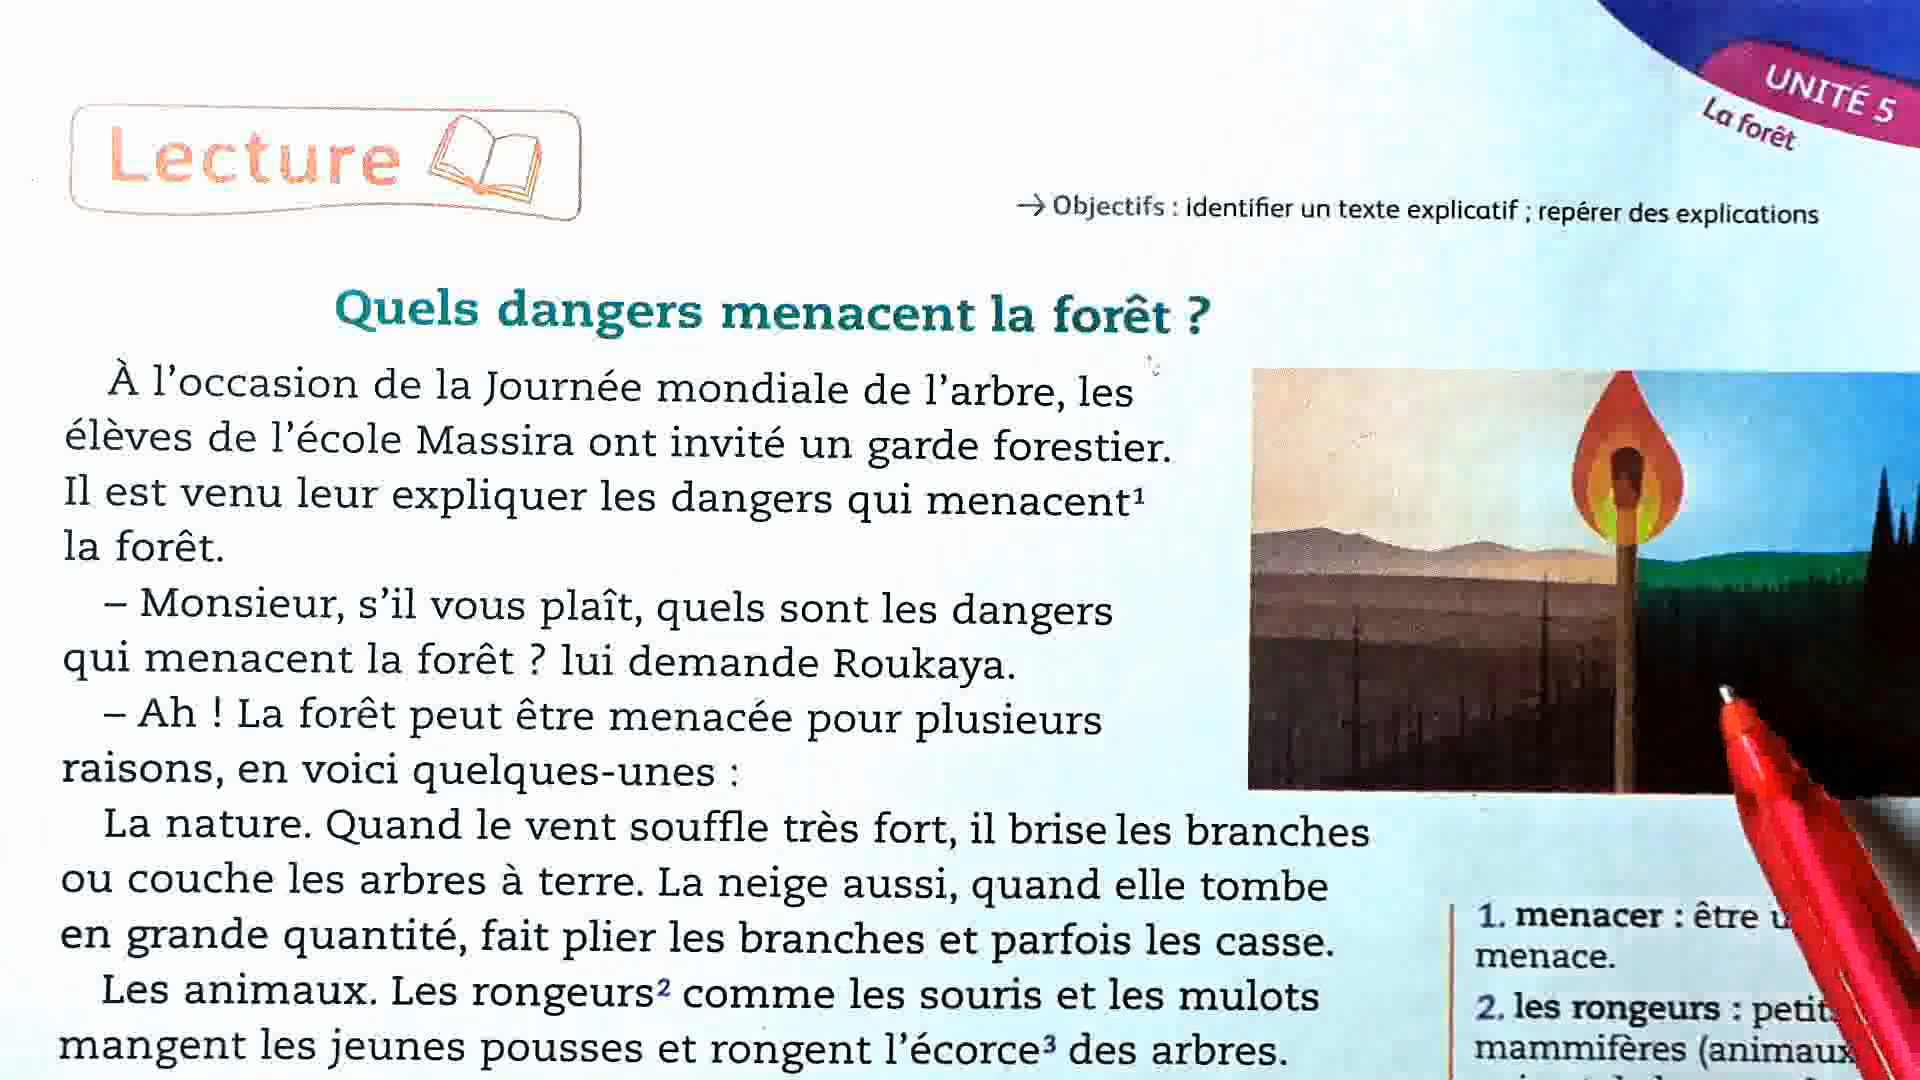 UNITÉ 5
La forêt
Lecture
→ Objectifs : identifier un texte explicatif ; repérer des explications
Quels dangers menacent la forêt ?
À l'occasion de la Journée mondiale de l'arbre, les
élèves de l'école Massira ont invité un garde forestier.
Il est venu leur expliquer les dangers qui menacent¹
la forêt.
– Monsieur, s'il vous plaît, quels sont les dangers
qui menacent la forêt ? lui demande Roukaya.
– Ah ! La forêt peut être menacée pour plusieurs
raisons, en voici quelques-unes :
La nature. Quand le vent souffle très fort, il brise les branches
ou couche les arbres à terre. La neige aussi, quand elle tombe
en grande quantité, fait plier les branches et parfois les casse.
Les animaux. Les rongeurs² comme les souris et les mulots
mangent les jeunes pousses et rongent l'écorce³ des arbres.
1. menacer : être
menace.
2. les rongeurs :
mammifères (animaux